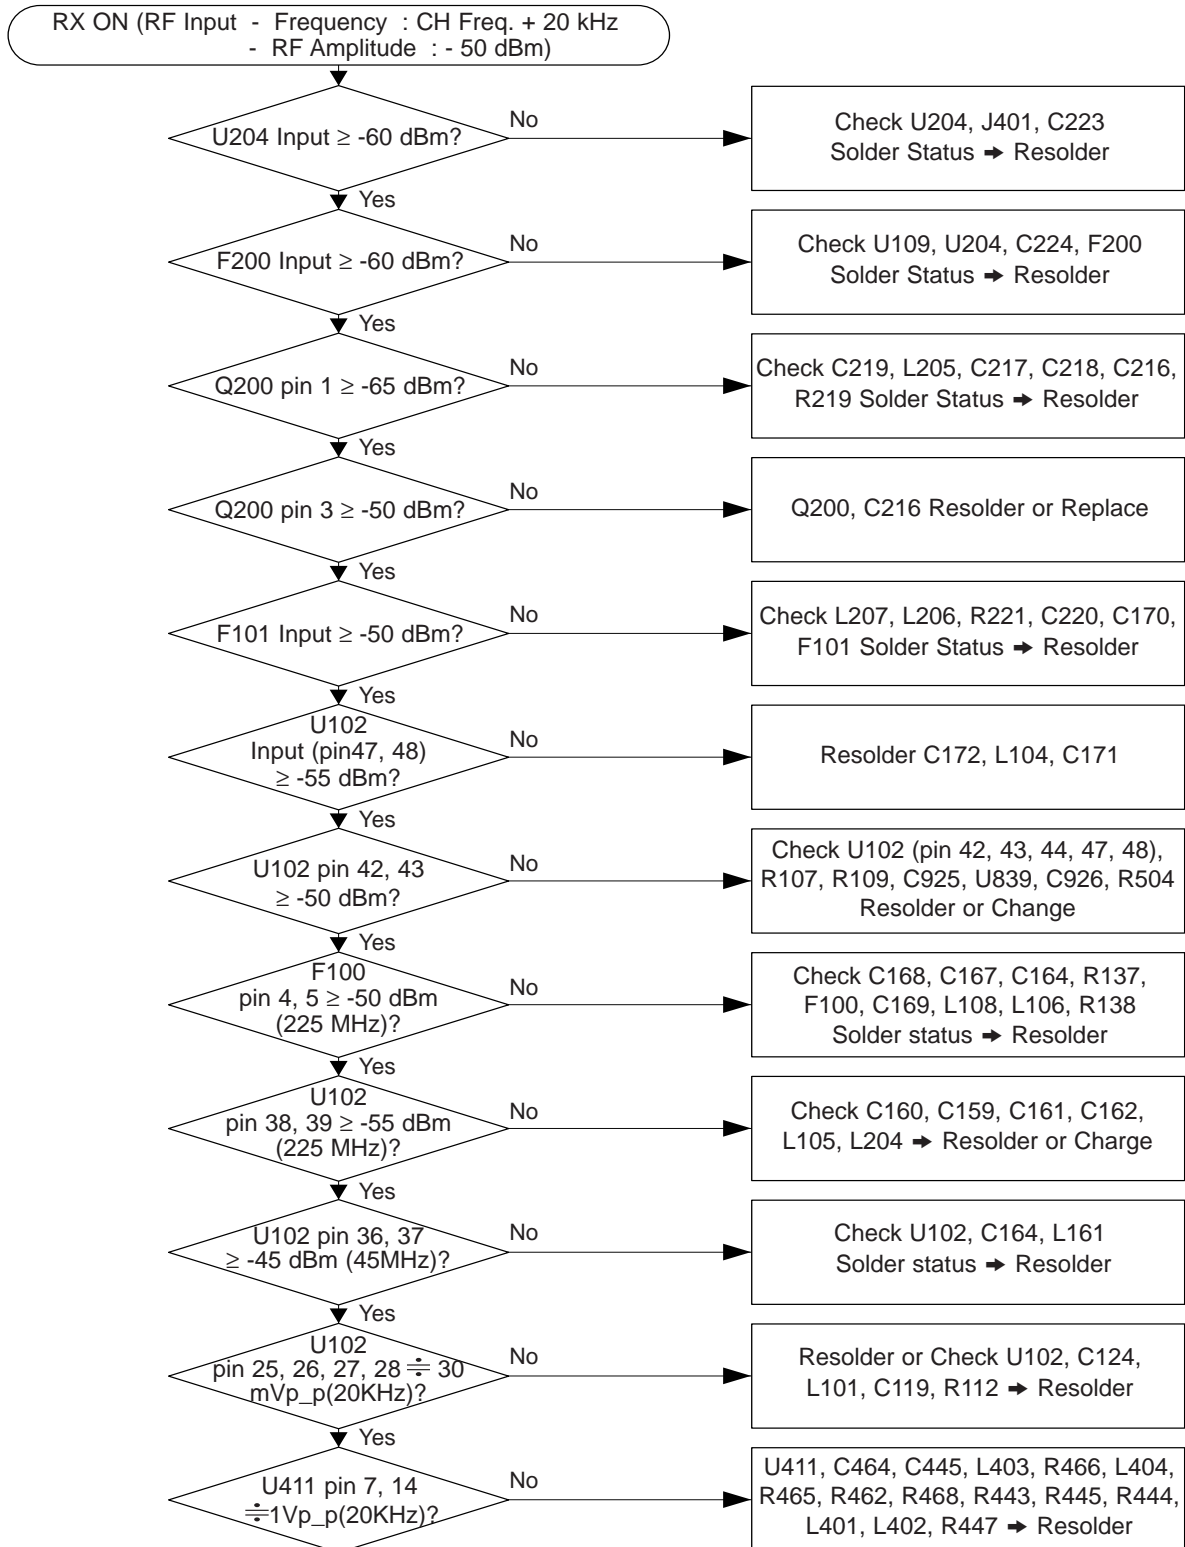 RX ON (RF Input - Frequency : CH Freq. + 20 kHz
- RF Amplitude : - 50 dBm)
U204 Input ≥ -60 dBm?
No
Check U204, J401, C223
Solder Status ➡ Resolder
Yes
F200 Input ≥ -60 dBm?
No
Check U109, U204, C224, F200
Solder Status ➡ Resolder
Yes
Q200 pin 1 ≥ -65 dBm?
No
Check C219, L205, C217, C218, C216,
R219 Solder Status ➡ Resolder
Yes
Q200 pin 3 ≥ -50 dBm?
No
Q200, C216 Resolder or Replace
Yes
F101 Input ≥ -50 dBm?
No
Check L207, L206, R221, C220, C170,
F101 Solder Status ➡ Resolder
Yes
U102
Input (pin47, 48)
≥ -55 dBm?
No
Resolder C172, L104, C171
Yes
U102 pin 42, 43
≥ -50 dBm?
No
Check U102 (pin 42, 43, 44, 47, 48),
R107, R109, C925, U839, C926, R504
Resolder or Change
Yes
F100
pin 4, 5 ≥ -50 dBm
(225 MHz)?
No
Check C168, C167, C164, R137,
F100, C169, L108, L106, R138
Solder status ➡ Resolder
Yes
U102
pin 38, 39 ≥ -55 dBm
(225 MHz)?
No
Check C160, C159, C161, C162,
L105, L204 ➡ Resolder or Charge
Yes
U102 pin 36, 37
≥ -45 dBm (45MHz)?
No
Check U102, C164, L161
Solder status ➡ Resolder
Yes
U102
pin 25, 26, 27, 28 ≑ 30
mVp_p(20KHz)?
No
Resolder or Check U102, C124,
L101, C119, R112 ➡ Resolder
Yes
U411 pin 7, 14
≑1Vp_p(20KHz)?
No
U411, C464, C445, L403, R466, L404,
R465, R462, R468, R443, R445, R444,
L401, L402, R447 ➡ Resolder